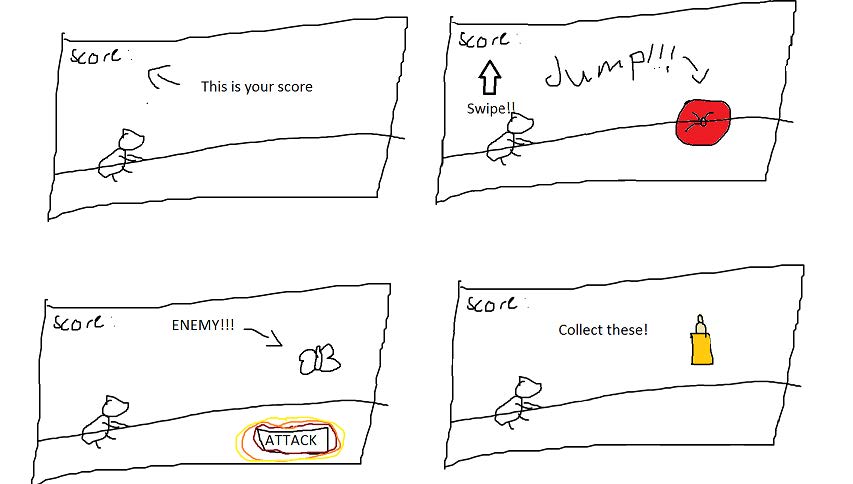 Score:
This is your score
Score:
Jump!!!
Swipe!!
Score:
ENEMY!!!
ATTACK
Score:
Collect these!